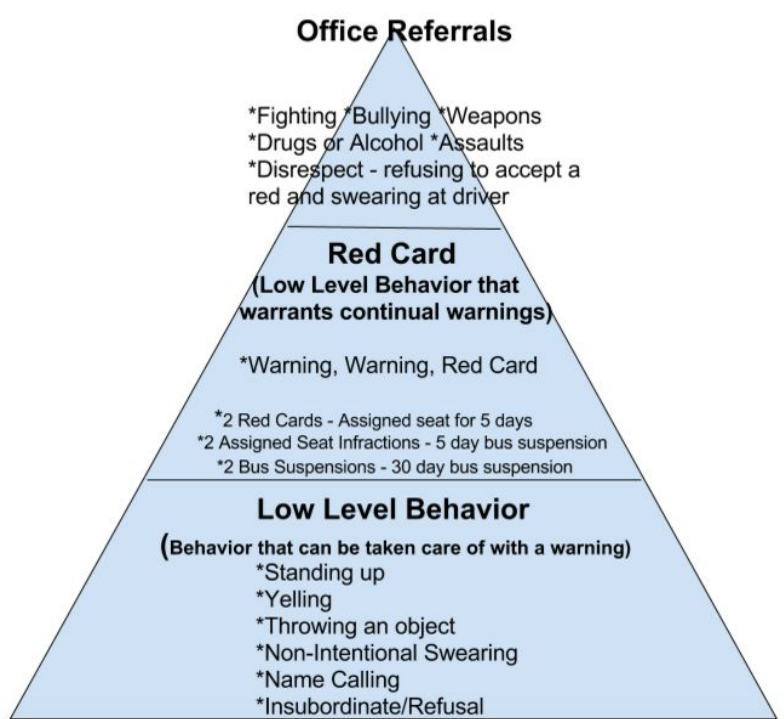 Office Referrals
*Fighting *Bullying *Weapons
*Drugs or Alcohol *Assaults
*Disrespect - refusing to accept a
red and swearing at driver
Red Card
(Low Level Behavior that
warrants continual warnings)
*Warning, Warning, Red Card
*2 Red Cards - Assigned seat for 5 days
*2 Assigned Seat Infractions - 5 day bus suspension
*2 Bus Suspensions - 30 day bus suspension
Low Level Behavior
(Behavior that can be taken care of with a warning)
*Standing up
*Yelling
*Throwing an object
*Non-Intentional Swearing
*Name Calling
*Insubordinate/Refusal